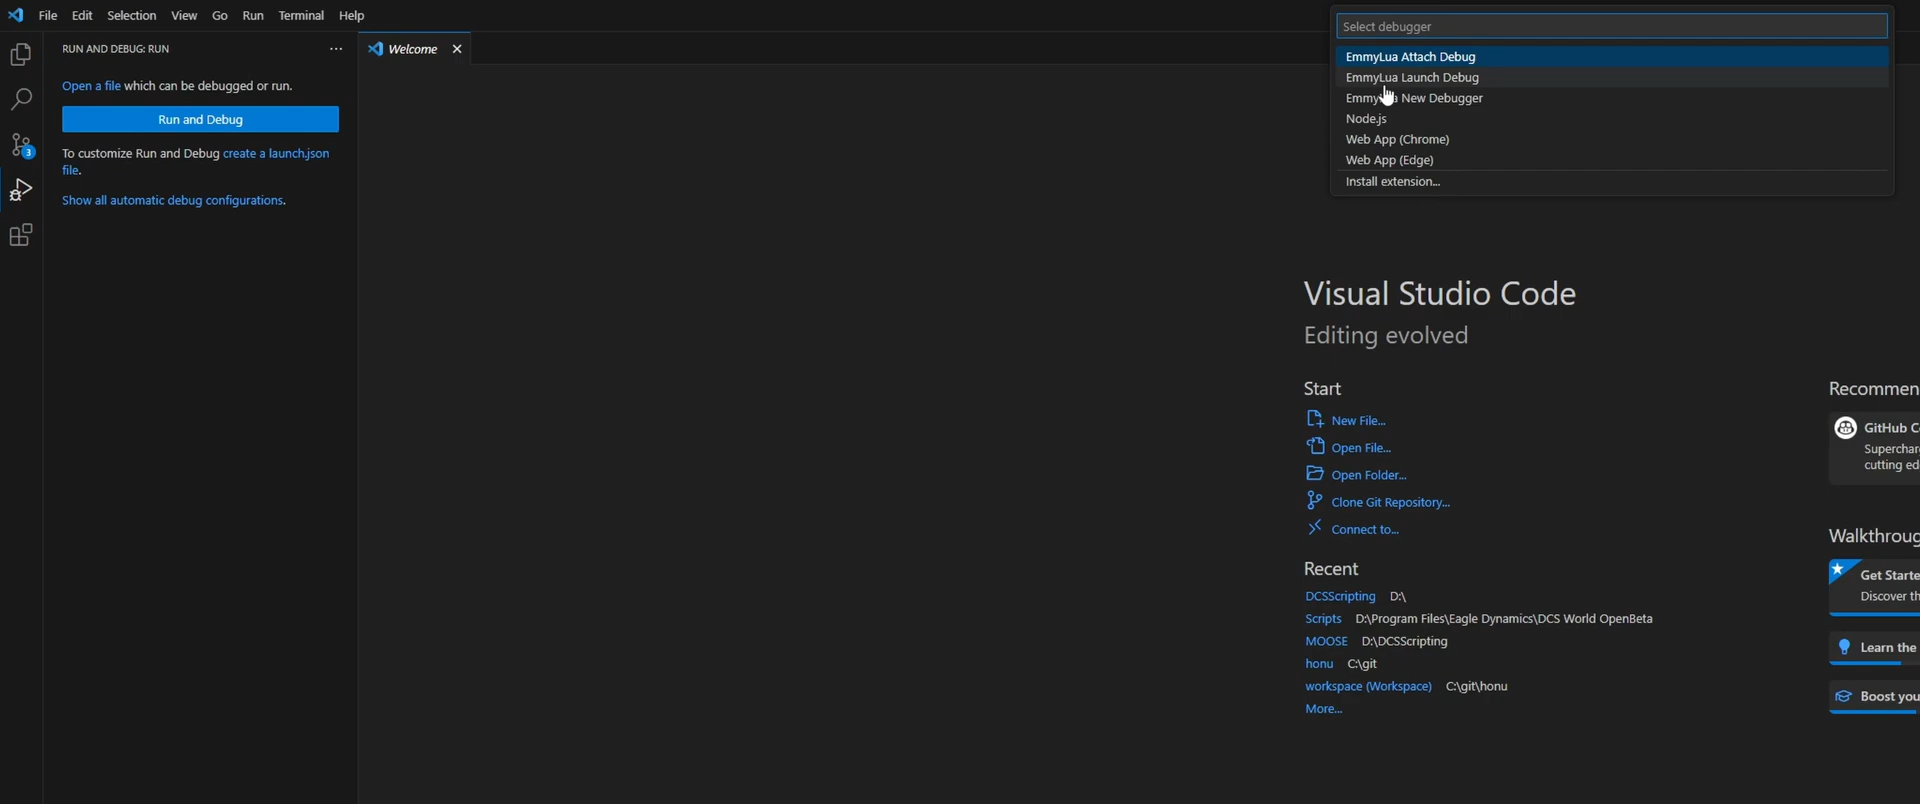 File Edit Selection View Go Run Terminal Help
RUN AND DEBUG: RUN
Open a file which can be debugged or run.
Run and Debug
To customize Run and Debug create a launch.json
file.
Show all automatic debug configurations.
3
Welcome
Select debugger
EmmyLua Attach Debug
EmmyLua Launch Debug
New Debugger
Node.js
Web App (Chrome)
Web App (Edge)
Install extension...
Visual Studio Code
Editing evolved
Start
New File...
Open File...
Open Folder...
Clone Git Repository...
Connect to...
Recent
DCSScripting D:\
Scripts D:\Program Files\Eagle Dynamics\DCS World OpenBeta
MOOSE D:\DCSScripting
honu C:\git
workspace (Workspace) C:\git\honu
More...
GitHub
Get
Learn the
Boost